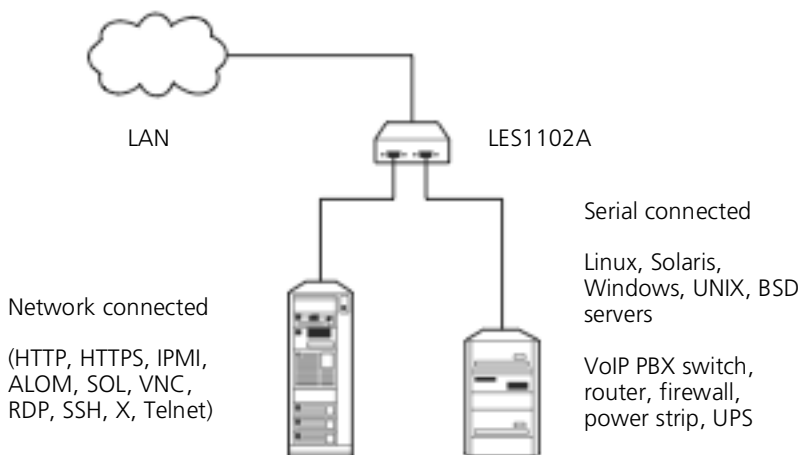 LAN
LES1102A
Serial connected
Linux, Solaris,
Windows, UNIX, BSD
servers
VoIP PBX switch,
router, firewall,
power strip, UPS
Network connected
(HTTP, HTTPS, IPMI,
ALOM, SOL, VNC,
RDP, SSH, X, Telnet)